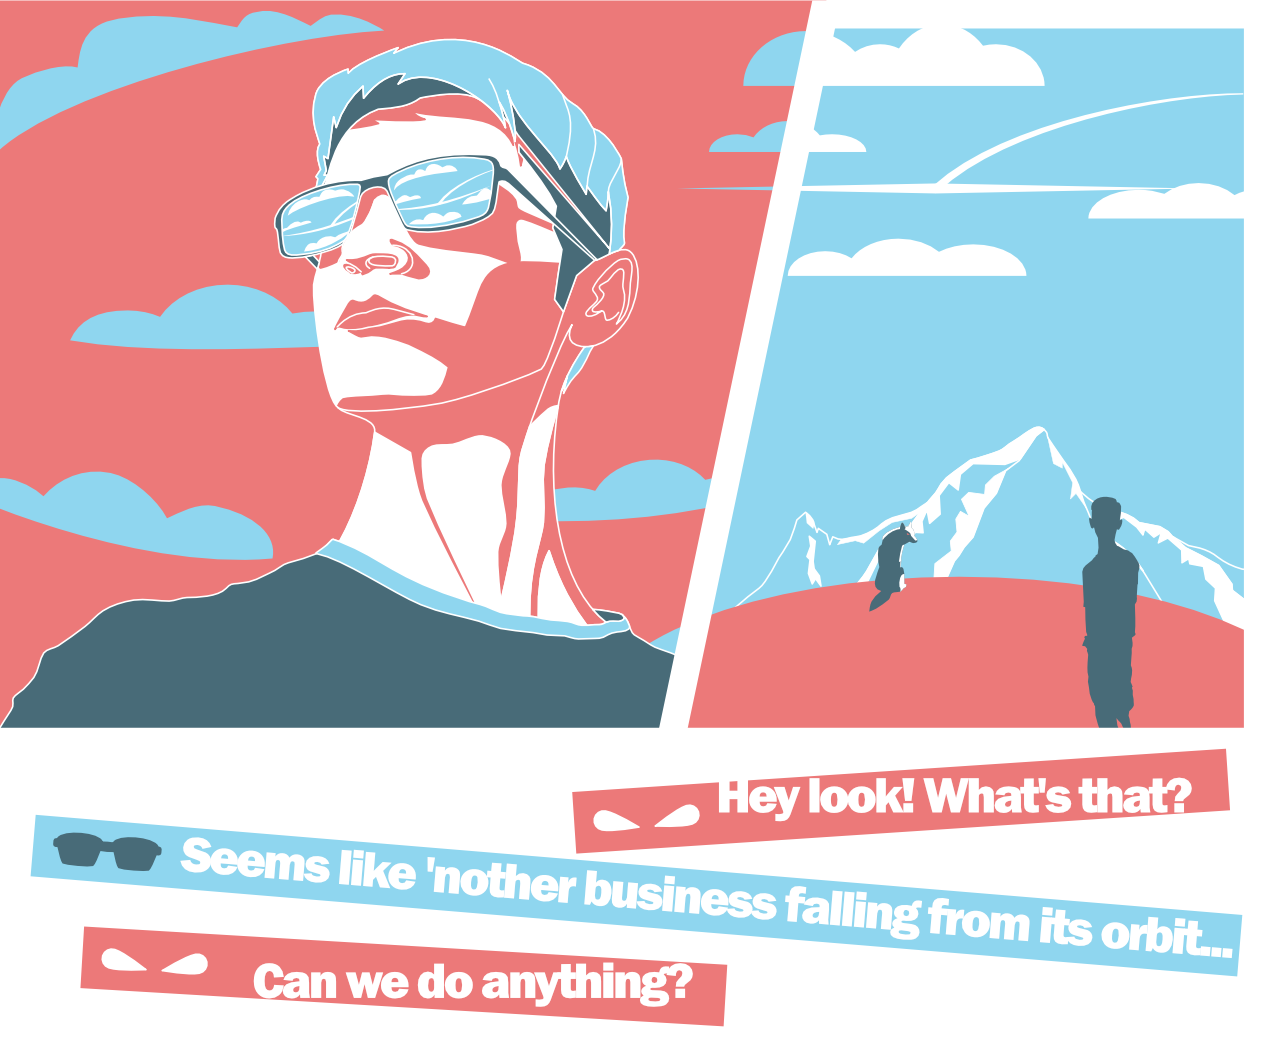 Hey look! What's that?
Seems like 'nother business falling from its orbit...
Can we do anything?